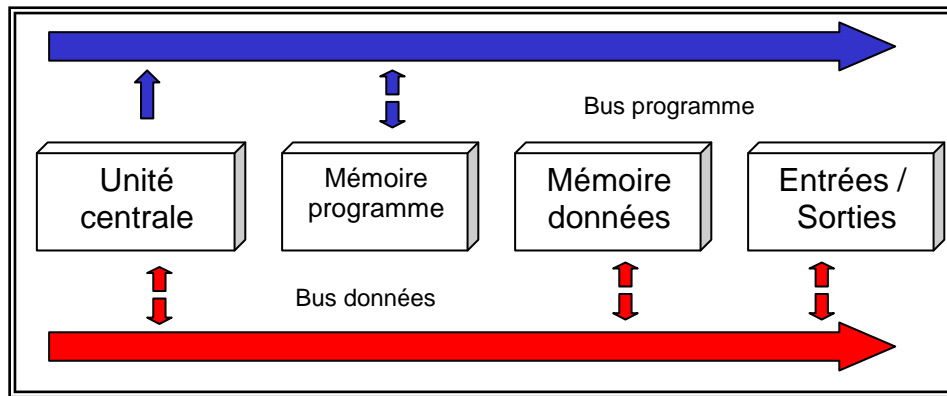 Bus programme
Unité
centrale
Mémoire
programme
Mémoire
données
Entrées /
Sorties
Bus données